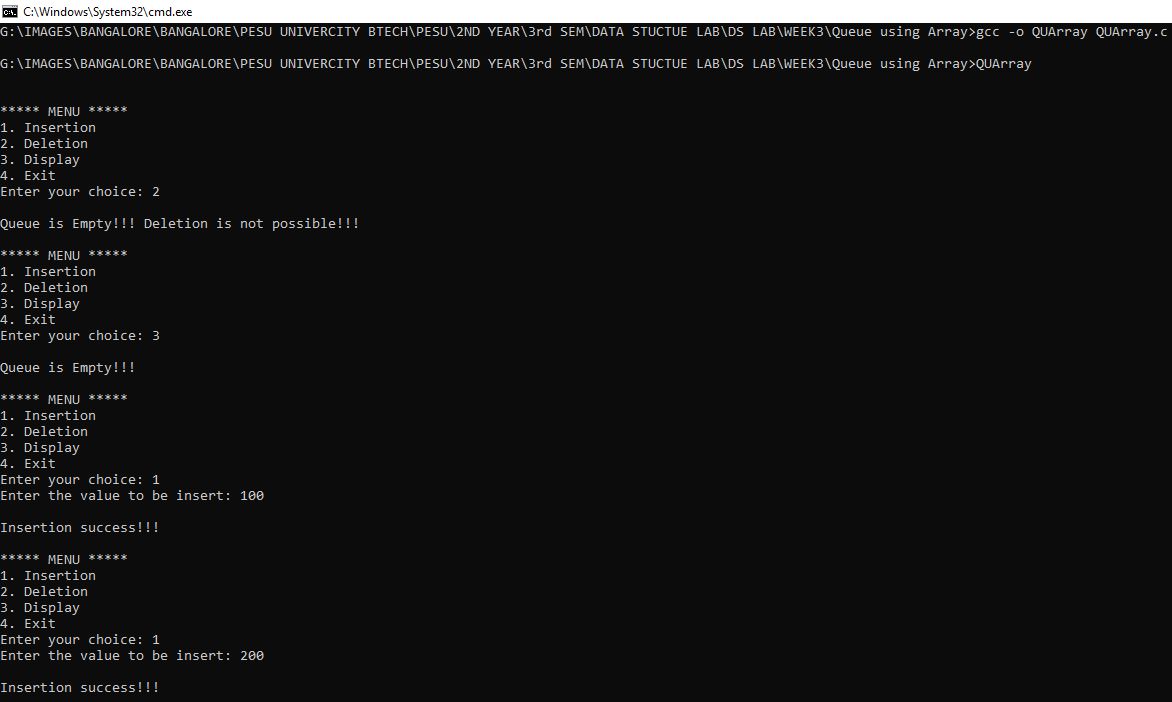 C:\Windows\System32\cmd.exe
G:\IMAGES\BANGALORE\BANGALORE\PESU UNIVERCITY BTECH\PESU\2ND YEAR\3rd SEM\DATA STUCTUE LAB\DS LAB\WEEK3\Queue using Array>gcc -o QUArray QUArray.c
G:\IMAGES\BANGALORE\BANGALORE\PESU UNIVERCITY BTECH\PESU\2ND YEAR\3rd SEM\DATA STUCTUE LAB\DS LAB\WEEK3\Queue using Array>QUArray
***** MENU *****
1. Insertion
2. Deletion
3. Display
4. Exit
Enter your choice: 2
Queue is Empty!!! Deletion is not possible!!!
***** MENU *****
1. Insertion
2. Deletion
3. Display
4. Exit
Enter your choice: 3
Queue is Empty!!!
***** MENU *****
1. Insertion
2. Deletion
3. Display
4. Exit
Enter your choice: 1
Enter the value to be insert: 100
Insertion success!!!
***** MENU *****
1. Insertion
2. Deletion
3. Display
4. Exit
Enter your choice: 1
Enter the value to be insert: 200
Insertion success!!!